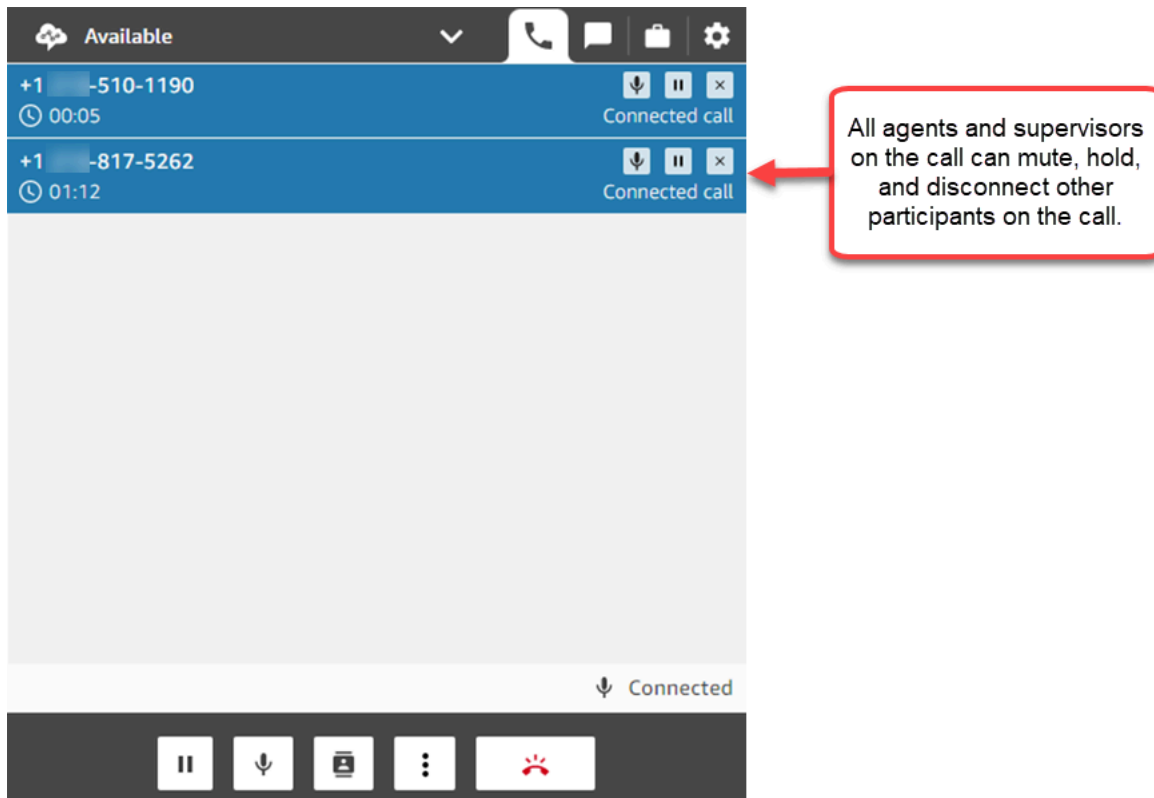 Available
+1 -510-1190
00:05
Connected call
+1 -817-5262
01:12
Connected call
All agents and supervisors
on the call can mute, hold,
and disconnect other
participants on the call.
Connected